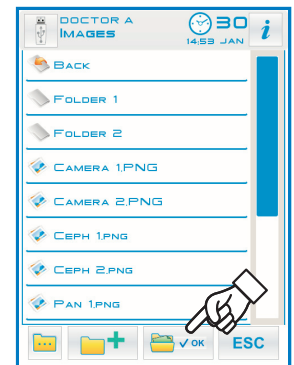 DOCTOR A
IMAGES
30
14:53 JAN
i
BACK
FOLDER 1
FOLDER 2
CAMERA 1.PNG
CAMERA 2.PNG
CEPH 1.PNG
CEPH 2.PNG
PAN 1.PNG
✓ OK
ESC